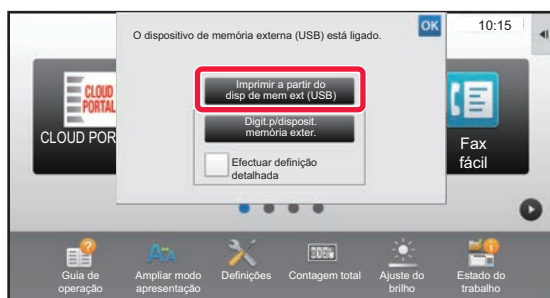 O dispositivo de memória externa (USB) está ligado.
OK
10:15
Imprimir a partir do
disp de mem ext (USB)
Digit.p/disposit.
memória exter.
Efectuar definição
detalhada
CLOUD
PORTAL
CLOUD POR
Fax
fácil
Guia de
operação
Ampliar modo
apresentação
Definições
Contagem total
Ajuste do
brilho
Estado do
trabalho